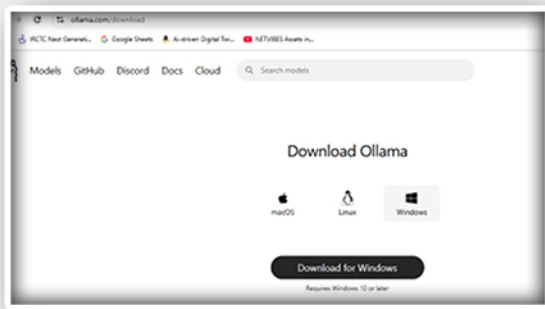 ollama.com/download
IRCTC Next Generati... Google Sheets AI-driven Digital Twi... NETVIBES-Assets in...
Models GitHub Discord Docs Cloud Search models
Download Ollama
macOS Linux Windows
Download for Windows
Requires Windows 10 or later